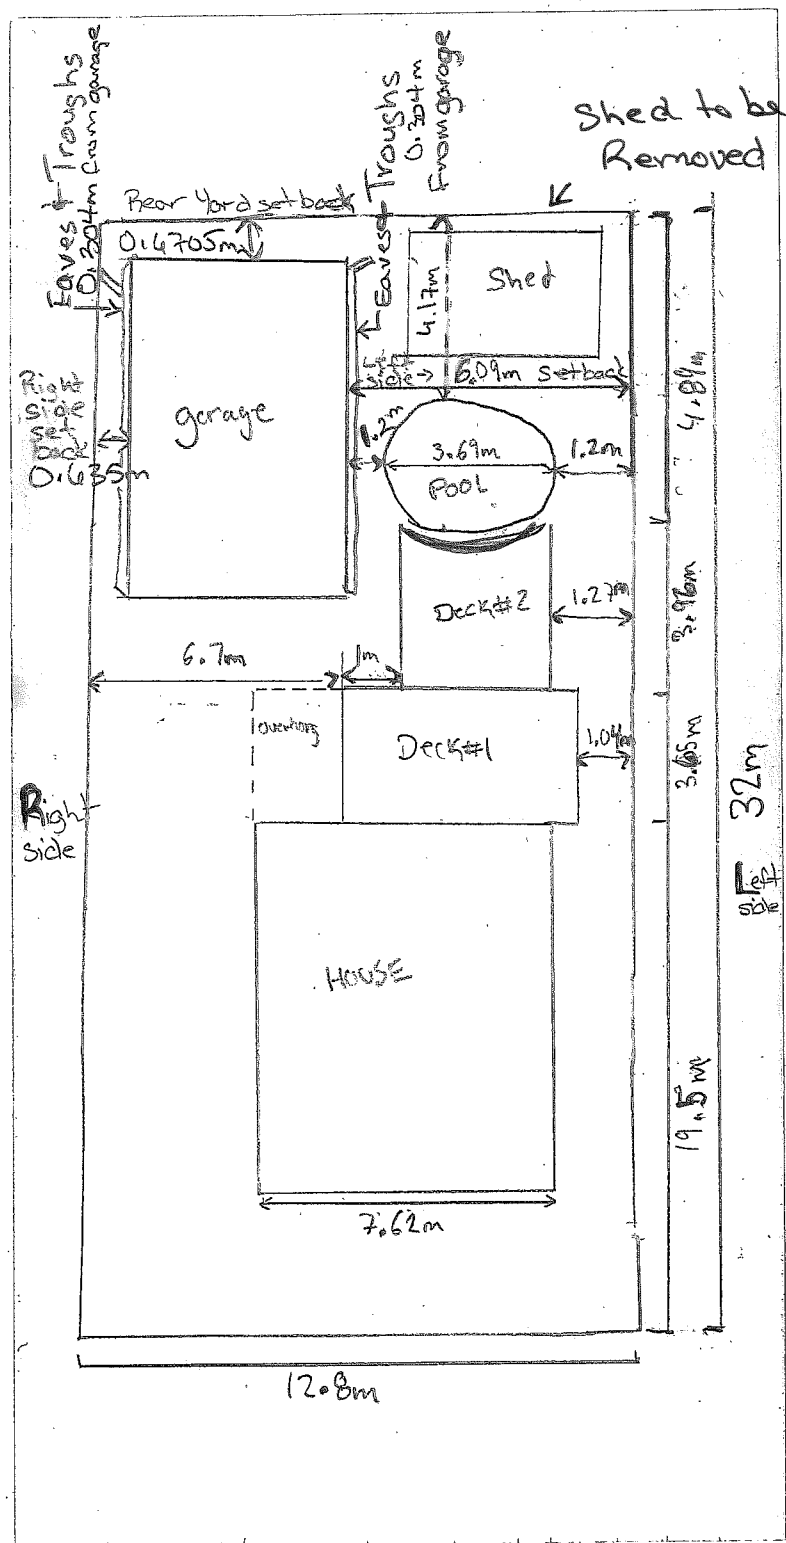 Eaves + Troughs
0.304m from garage
Eaves + Troughs
0.304m
From garage
Shed to be
Removed
Rear Yard setback
0.4705m
Shed
4.17m
Left
side → 6.09m setback
4.89m
Right
side
set
back
0.635m
garage
1.2m
3.69m
POOL
1.2m
Deck#2
1.27m
3.96m
6.7m
1m
overhang
Deck#1
1.04m
3.65m
32m
Right
side
Left
side
HOUSE
19.5m
7.62m
12.8m